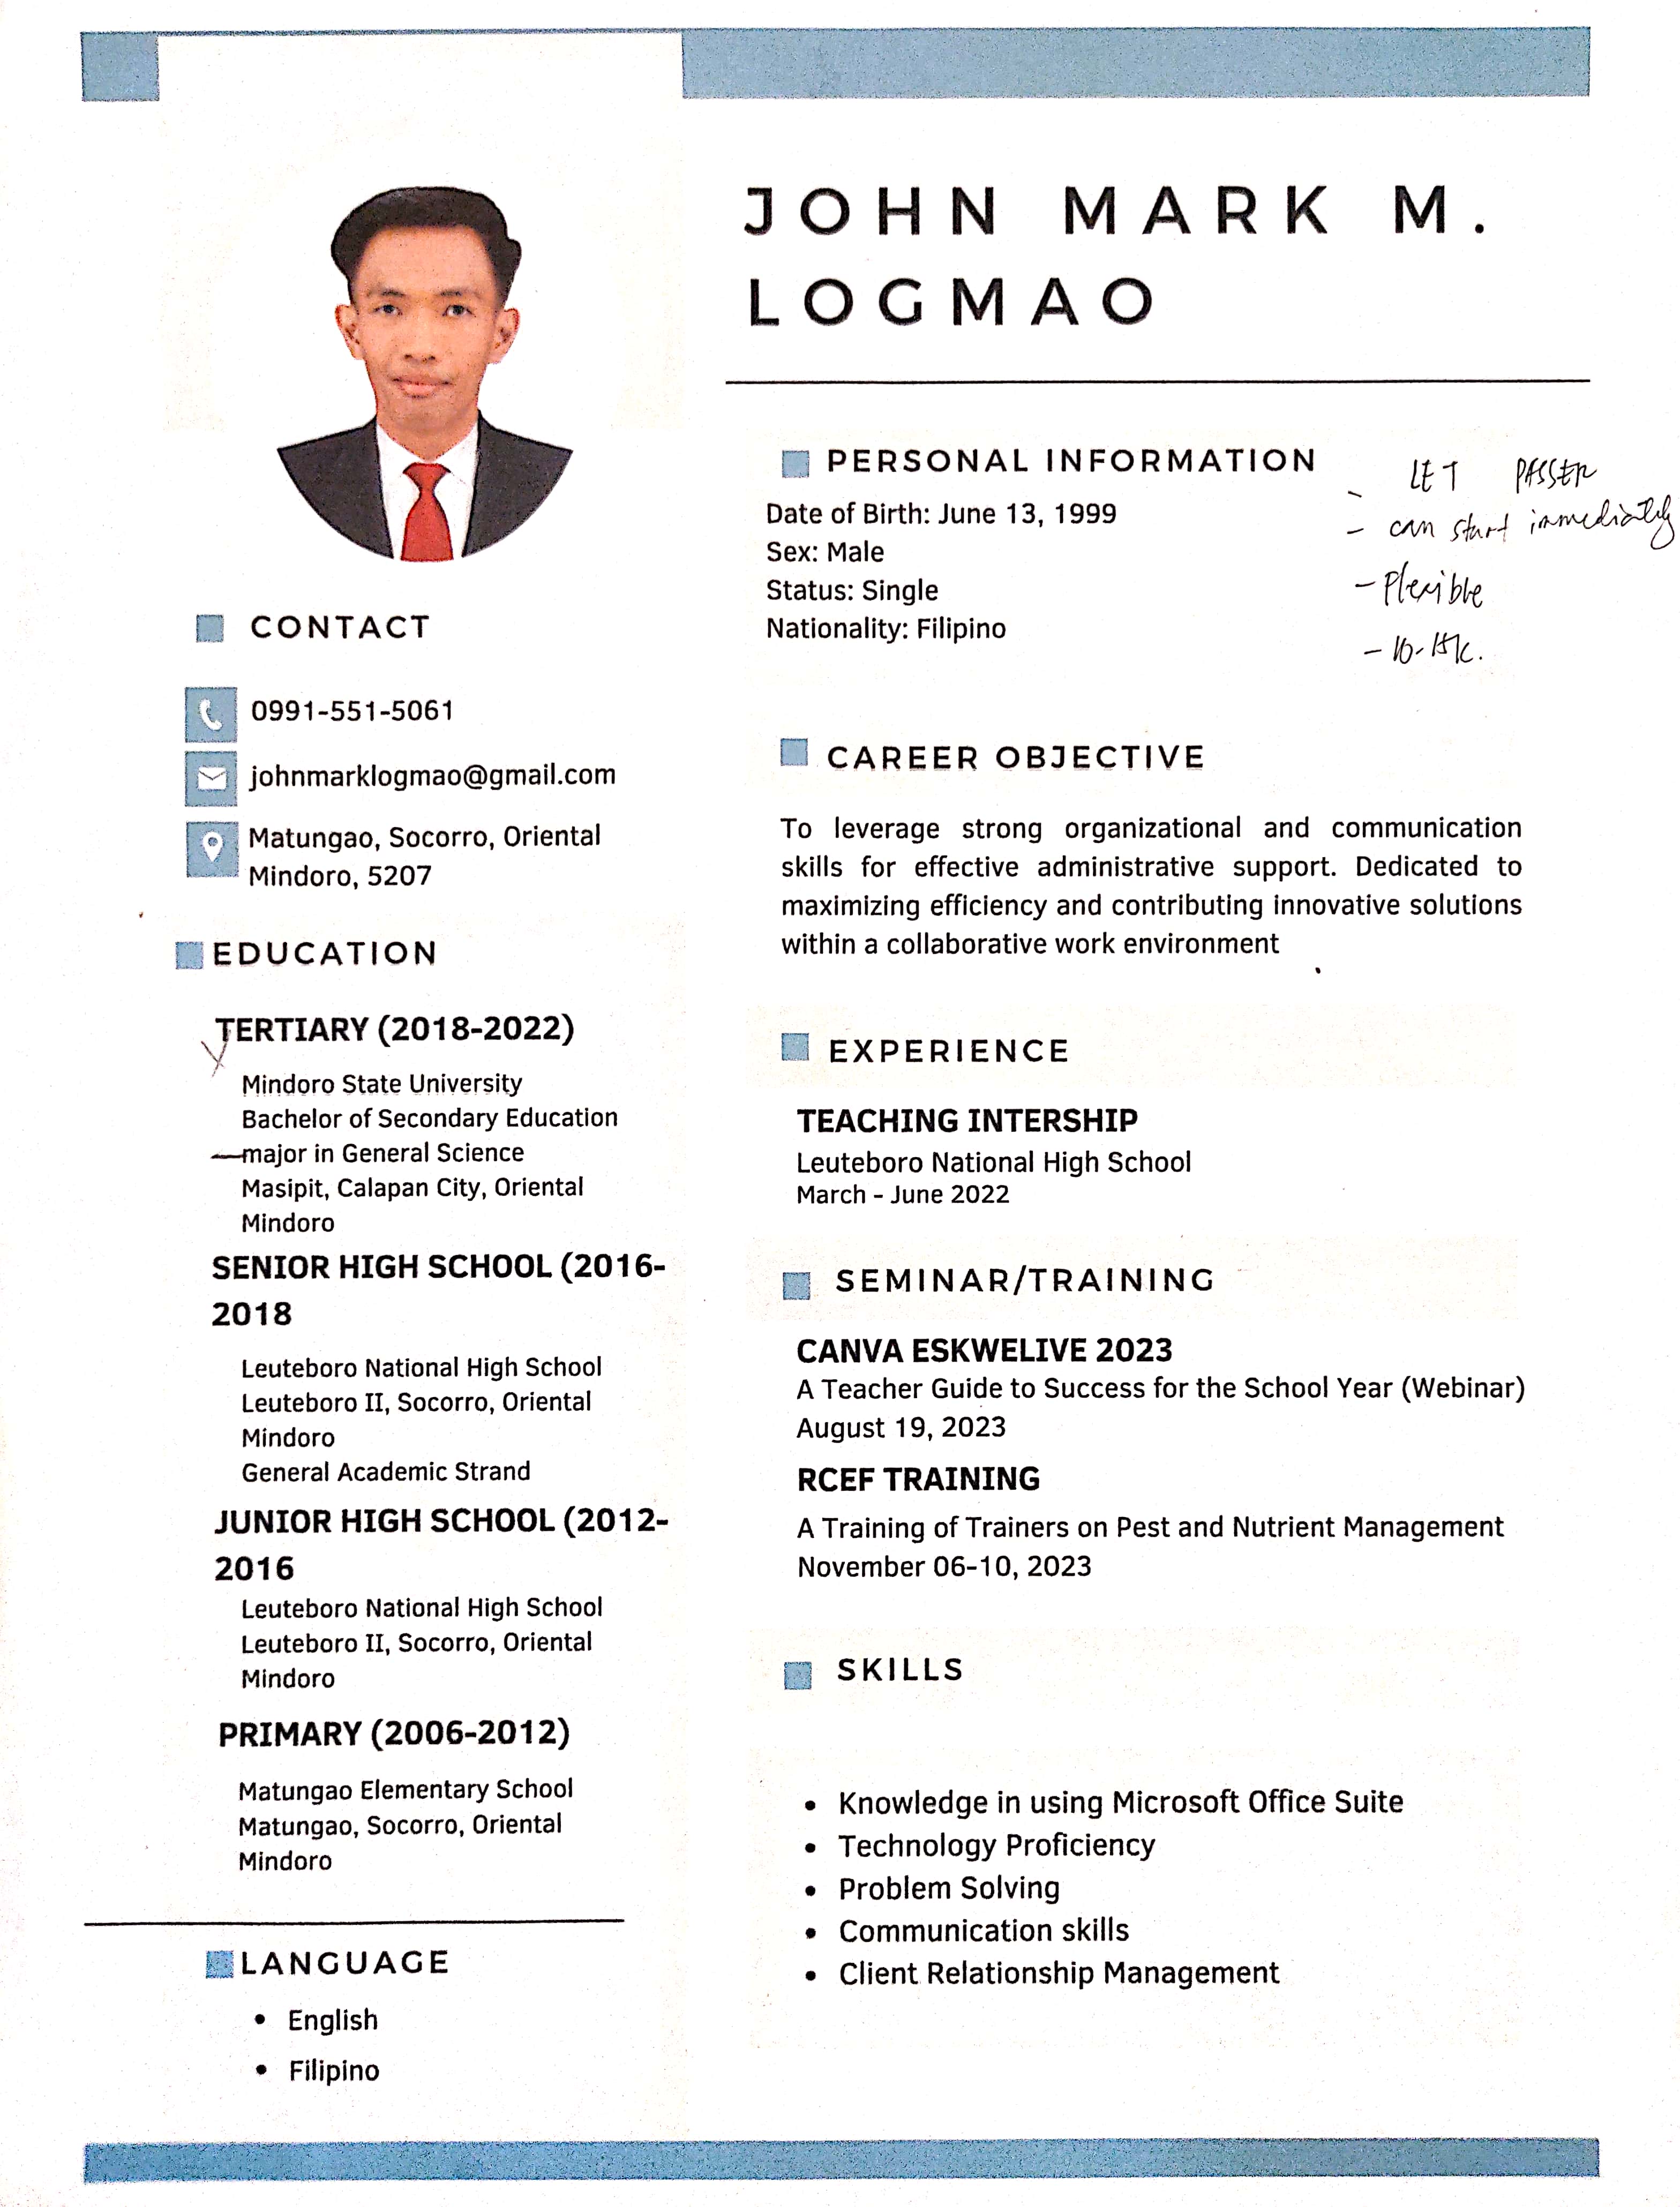 JOHN MARK M.
LOGMAO
CONTACT
0991-551-5061
johnmarklogmao@gmail.com
Matungao, Socorro, Oriental
Mindoro, 5207
EDUCATION
TERTIARY (2018-2022)
Mindoro State University
Bachelor of Secondary Education
major in General Science
Masipit, Calapan City, Oriental
Mindoro
SENIOR HIGH SCHOOL (2016-
2018
Leuteboro National High School
Leuteboro II, Socorro, Oriental
Mindoro
General Academic Strand
JUNIOR HIGH SCHOOL (2012-
2016
Leuteboro National High School
Leuteboro II, Socorro, Oriental
Mindoro
PRIMARY (2006-2012)
Matungao Elementary School
Matungao, Socorro, Oriental
Mindoro
LANGUAGE
• English
• Filipino
PERSONAL INFORMATION
Date of Birth: June 13, 1999
Sex: Male
Status: Single
Nationality: Filipino
- LET PASSER
- can start immediately
- Flexible
- 10-15k.
CAREER OBJECTIVE
To leverage strong organizational and communication
skills for effective administrative support. Dedicated to
maximizing efficiency and contributing innovative solutions
within a collaborative work environment
EXPERIENCE
TEACHING INTERSHIP
Leuteboro National High School
March - June 2022
SEMINAR/TRAINING
CANVA ESKWELIVE 2023
A Teacher Guide to Success for the School Year (Webinar)
August 19, 2023
RCEF TRAINING
A Training of Trainers on Pest and Nutrient Management
November 06-10, 2023
SKILLS
• Knowledge in using Microsoft Office Suite
• Technology Proficiency
• Problem Solving
• Communication skills
• Client Relationship Management